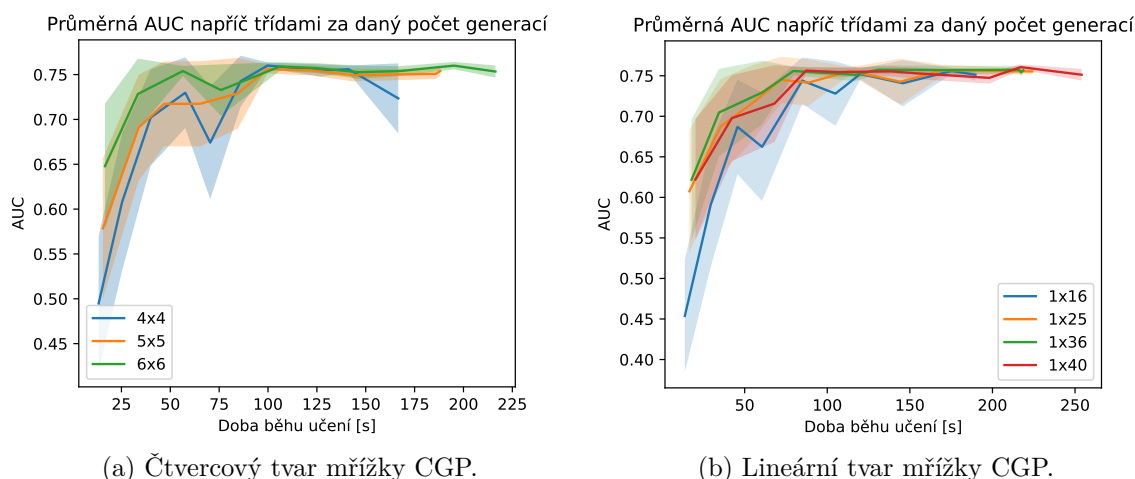 Průměrná AUC napříč třídami za daný počet generací
AUC
0.75
0.70
0.65
0.60
0.55
0.50
0.45
4x4
5x5
6x6
25 50 75 100 125 150 175 200 225
Doba běhu učení [s]
(a) Čtvercový tvar mřížky CGP.
Průměrná AUC napříč třídami za daný počet generací
AUC
0.75
0.70
0.65
0.60
0.55
0.50
0.45
0.40
1x16
1x25
1x36
1x40
50 100 150 200 250
Doba běhu učení [s]
(b) Lineární tvar mřížky CGP.